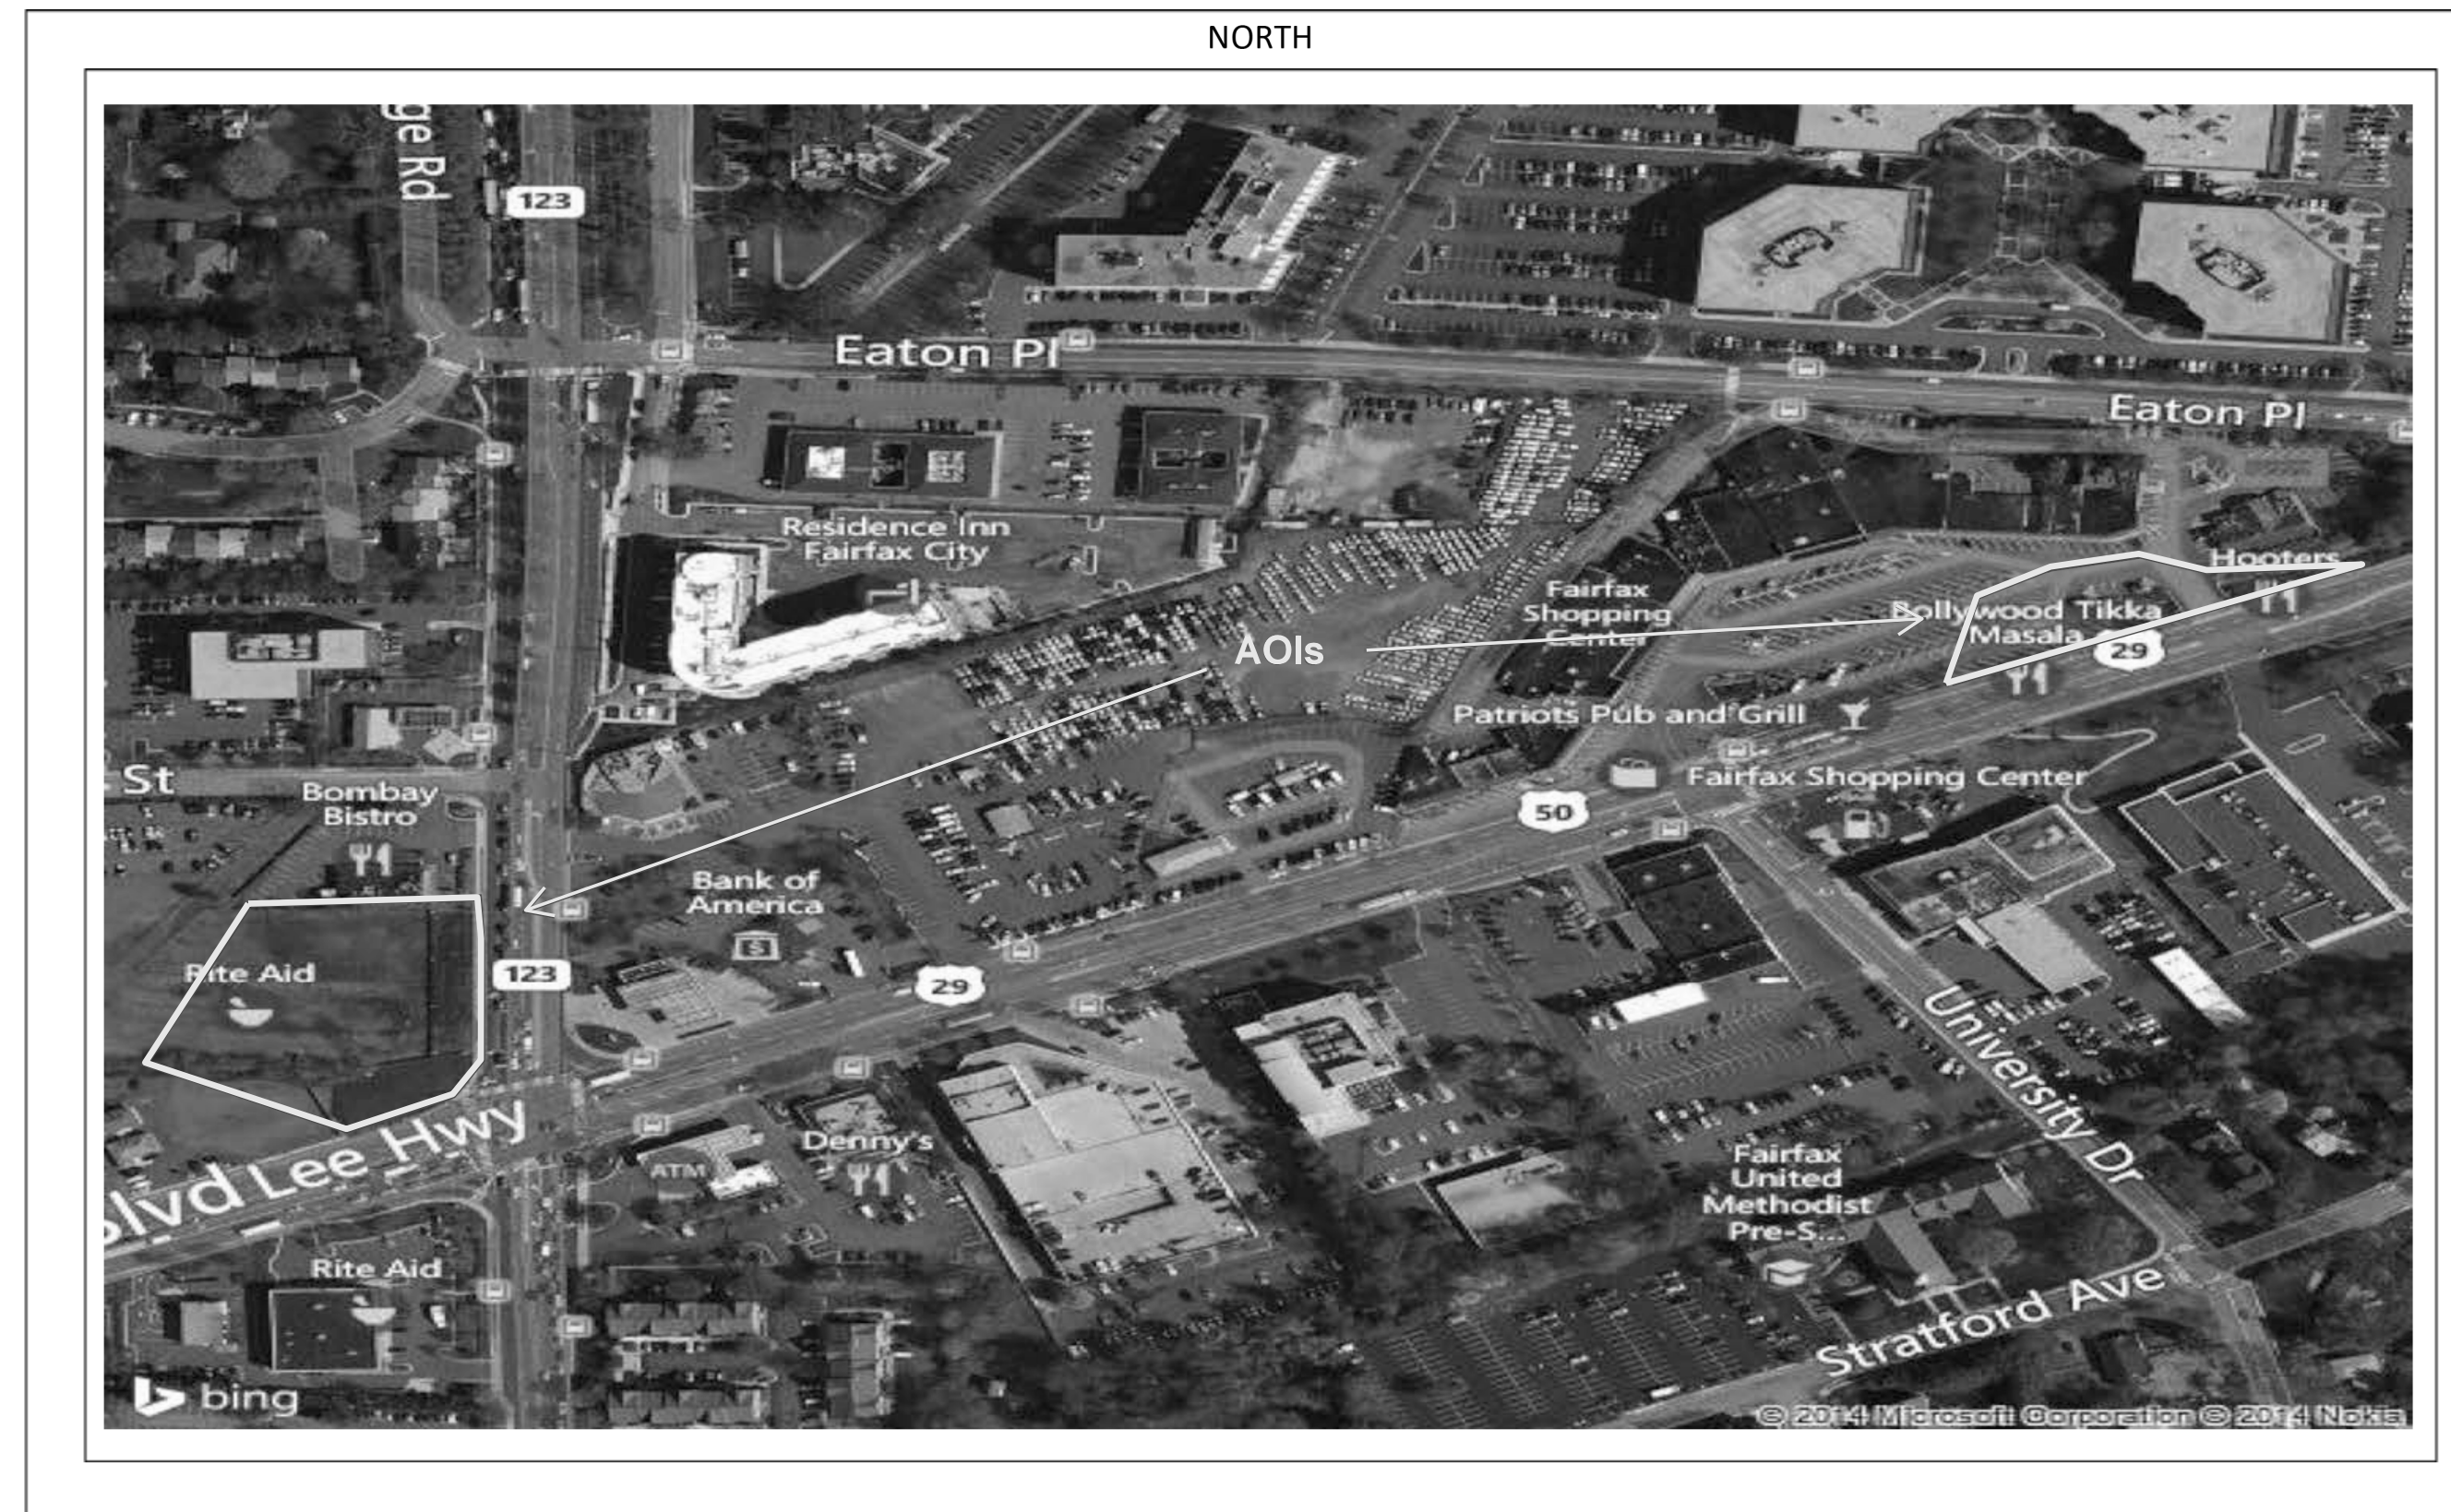 NORTH
ge Rd
123
Eaton Pl
Eaton Pl
Residence Inn
Fairfax City
Hooters
Fairfax
Shopping
Center
Bollywood Tikka
Masala
29
AOIs
Patriots Pub and Grill
St
Bombay
Bistro
50
Fairfax Shopping Center
Bank of
America
$
Rite Aid
123
29
University Dr
Blvd Lee Hwy
Denny's
ATM
Fairfax
United
Methodist
Pre-S...
Rite Aid
Stratford Ave
bing
© 2014 Microsoft Corporation © 2014 Nokia